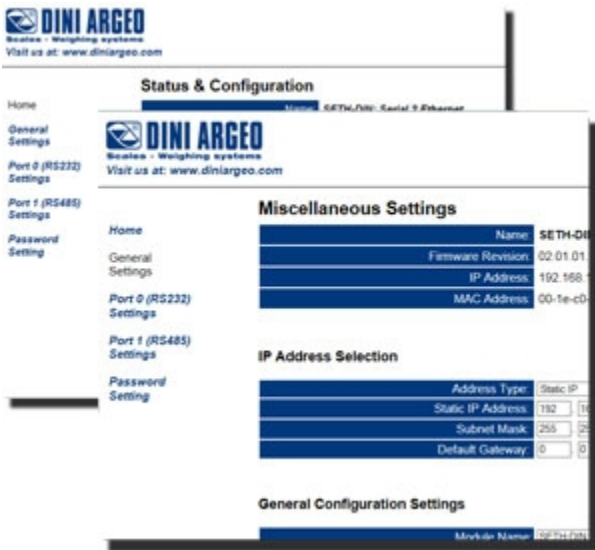 DINI ARGEO
Scales - Weighing systems
Visit us at: www.diniargeo.com
Status & Configuration
Name: SETH-DIN: Serial 2 Ethernet
Home
General
Settings
Port 0 (RS232)
Settings
Port 1 (RS485)
Settings
Password
Setting
DINI ARGEO
Scales - Weighing systems
Visit us at: www.diniargeo.com
Home
General
Settings
Port 0 (RS232)
Settings
Port 1 (RS485)
Settings
Password
Setting
Miscellaneous Settings
Name: SETH-DI
Firmware Revision: 02.01.01.
IP Address: 192.168.
MAC Address: 00-1e-c0-
IP Address Selection
Address Type: Static IP
Static IP Address: 192 . 16
Subnet Mask: 255 . 25
Default Gateway: 0 . 0
General Configuration Settings
Module Name: SETH-DIN